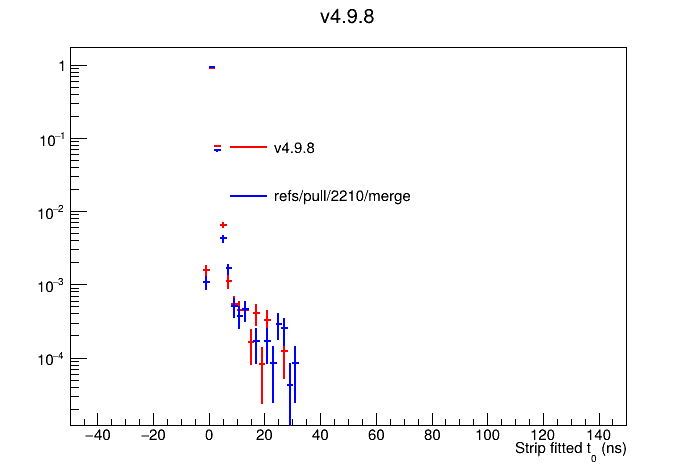 v4.9.8
1
10⁻¹
v4.9.8
refs/pull/2210/merge
10⁻²
10⁻³
10⁻⁴
−40 −20 0 20 40 60 80 100 120 140
Strip fitted t₀ (ns)